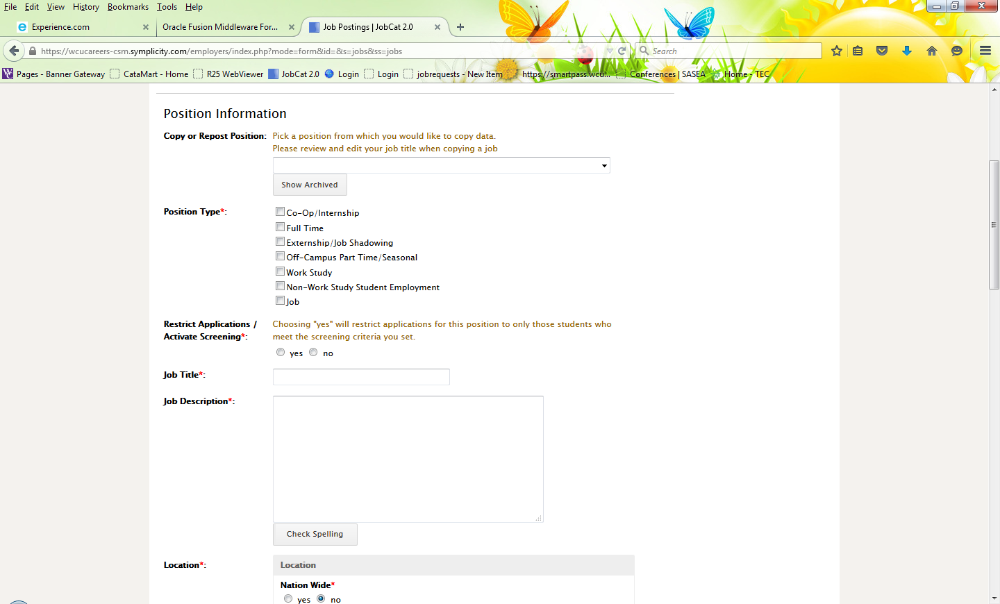 File Edit View History Bookmarks Tools Help
Experience.com
Oracle Fusion Middleware For...
Job Postings | JobCat 2.0
https://wcucareers-csm.symplicity.com/employers/index.php?mode=form&id=&s=jobs&ss=jobs
Search
Pages - Banner Gateway
CataMart - Home
R25 WebViewer
JobCat 2.0
Login
Login
jobrequests - New Item
https://smartpass.wcu...
Conferences | SASEA
Home - TEC
Position Information
Copy or Repost Position: Pick a position from which you would like to copy data.
Please review and edit your job title when copying a job
Show Archived
Position Type*:
Co-Op/Internship
Full Time
Externship/Job Shadowing
Off-Campus Part Time/Seasonal
Work Study
Non-Work Study Student Employment
Job
Restrict Applications / Choosing "yes" will restrict applications for this position to only those students who
Activate Screening*: meet the screening criteria you set.
yes no
Job Title*:
Job Description*:
Check Spelling
Location*: Location
Nation Wide*
yes no